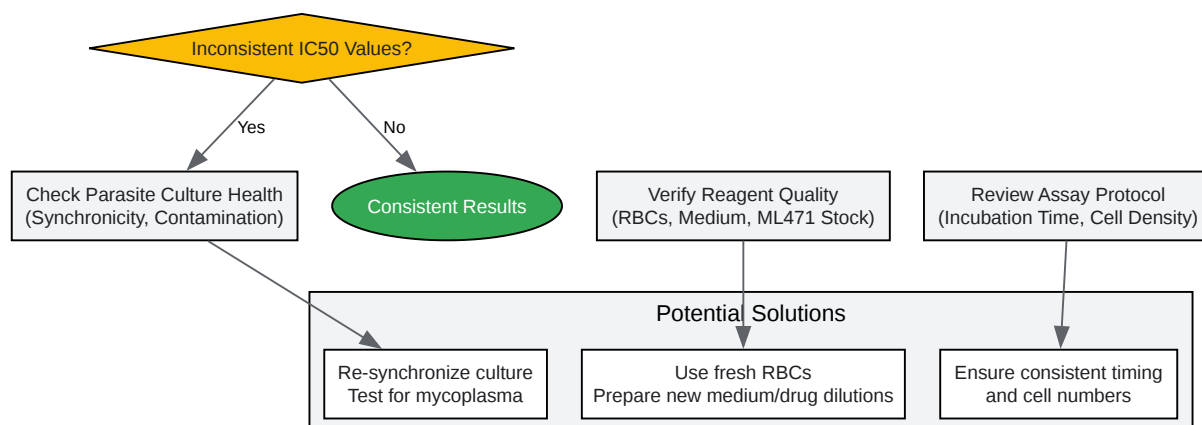 Inconsistent IC50 Values?
Yes
No
Check Parasite Culture Health
(Synchronicity, Contamination)
Consistent Results
Verify Reagent Quality
(RBCs, Medium, ML471 Stock)
Review Assay Protocol
(Incubation Time, Cell Density)
Potential Solutions
Re-synchronize culture
Test for mycoplasma
Use fresh RBCs
Prepare new medium/drug dilutions
Ensure consistent timing
and cell numbers